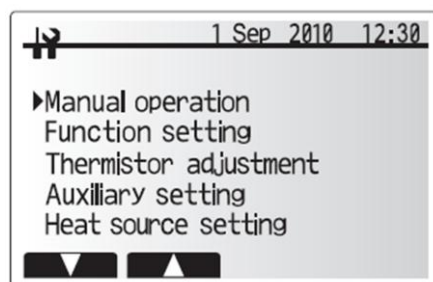 1 Sep 2010 12:30
Manual operation
Function setting
Thermistor adjustment
Auxiliary setting
Heat source setting